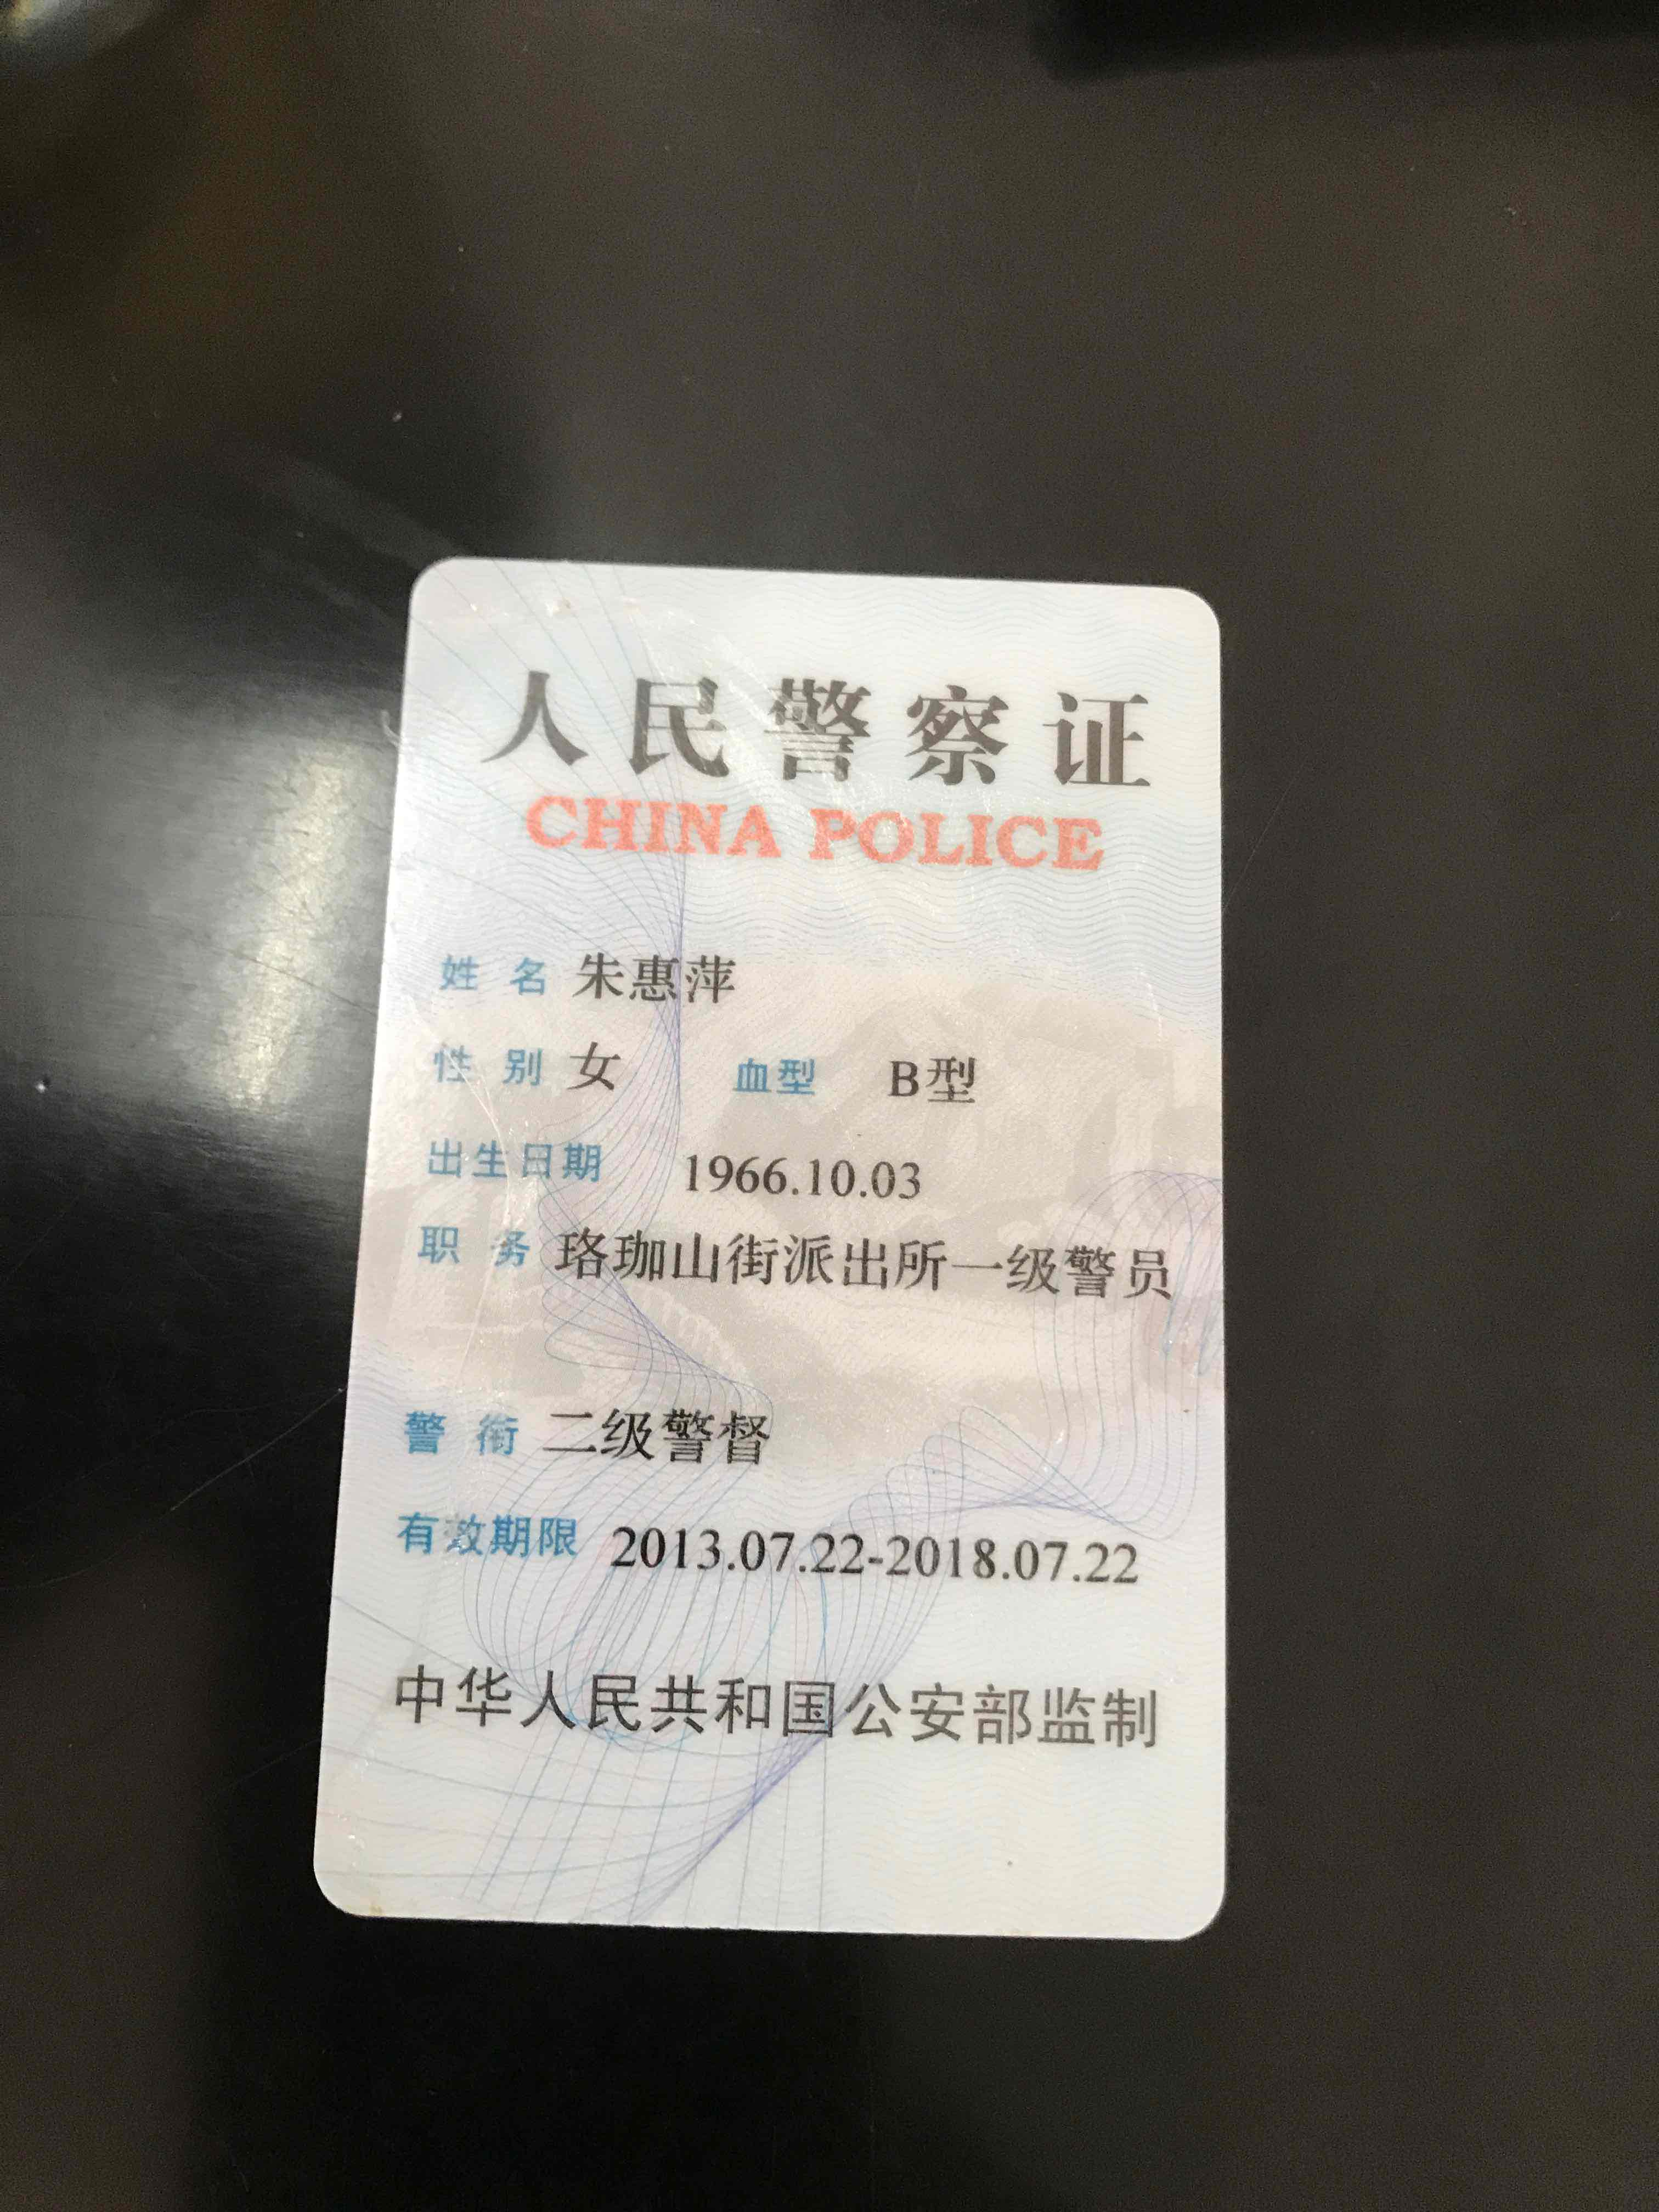 人民警察证
CHINA POLICE
姓名 朱惠萍
性别 女 血型 B型
出生日期 1966.10.03
职务 珞珈山街派出所一级警员
警衔 二级警督
有效期限 2013.07.22-2018.07.22
中华人民共和国公安部监制